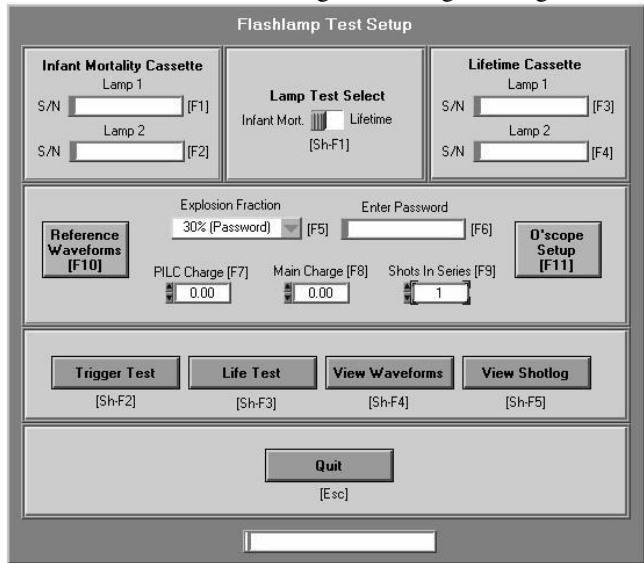 Flashlamp Test Setup
Infant Mortality Cassette
Lamp 1
S/N [F1]
Lamp 2
S/N [F2]
Lamp Test Select
Infant Mort. Lifetime
[Sh-F1]
Lifetime Cassette
Lamp 1
S/N [F3]
Lamp 2
S/N [F4]
Reference
Waveforms
[F10]
Explosion Fraction
30% (Password) [F5]
Enter Password
[F6]
O'scope
Setup
[F11]
PILC Charge [F7]
0.00
Main Charge [F8]
0.00
Shots In Series [F9]
1
Trigger Test
[Sh-F2]
Life Test
[Sh-F3]
View Waveforms
[Sh-F4]
View Shotlog
[Sh-F5]
Quit
[Esc]